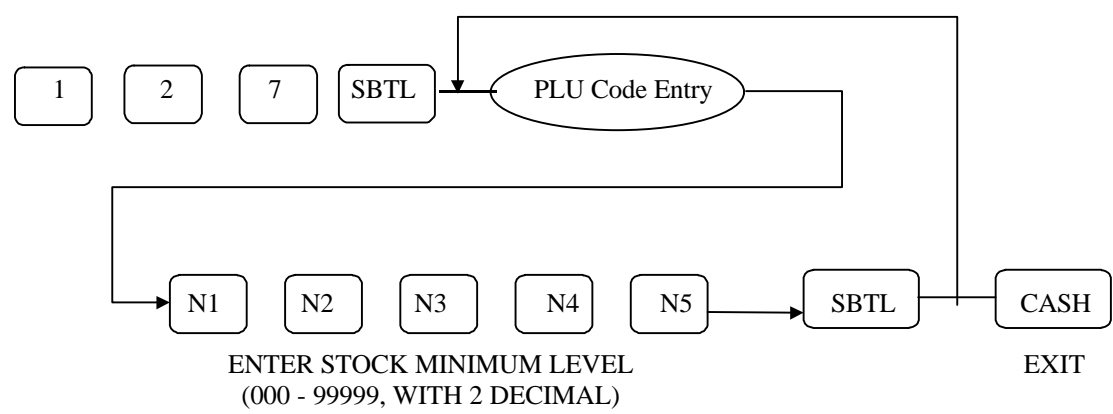 1 2 7 SBTL PLU Code Entry
N1 N2 N3 N4 N5 SBTL CASH
ENTER STOCK MINIMUM LEVEL EXIT
(000 - 99999, WITH 2 DECIMAL)